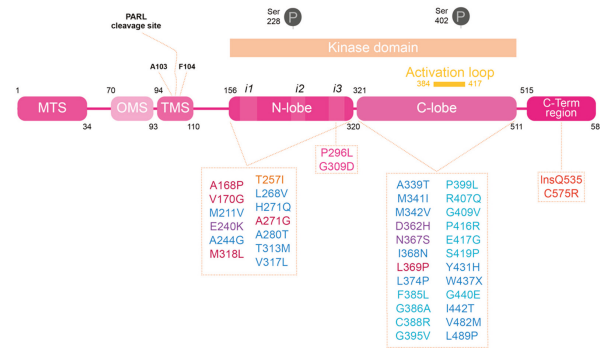 Ser
228
P
Ser
402
P
PARL
cleavage site
Kinase domain
A103
F104
Activation loop
384
417
1
70
94
156
i1
i2
i3
321
515
MTS
OMS
TMS
N-lobe
C-lobe
C-Term
region
34
93
110
320
511
58
P296L
G309D
A168P
V170G
M211V
E240K
A244G
M318L
T257I
L268V
H271Q
A271G
A280T
T313M
V317L
A339T
M341I
M342V
D362H
N367S
I368N
L369P
L374P
F385L
G386A
C388R
G395V
P399L
R407Q
G409V
P416R
E417G
S419P
Y431H
W437X
G440E
I442T
V482M
L489P
InsQ535
C575R